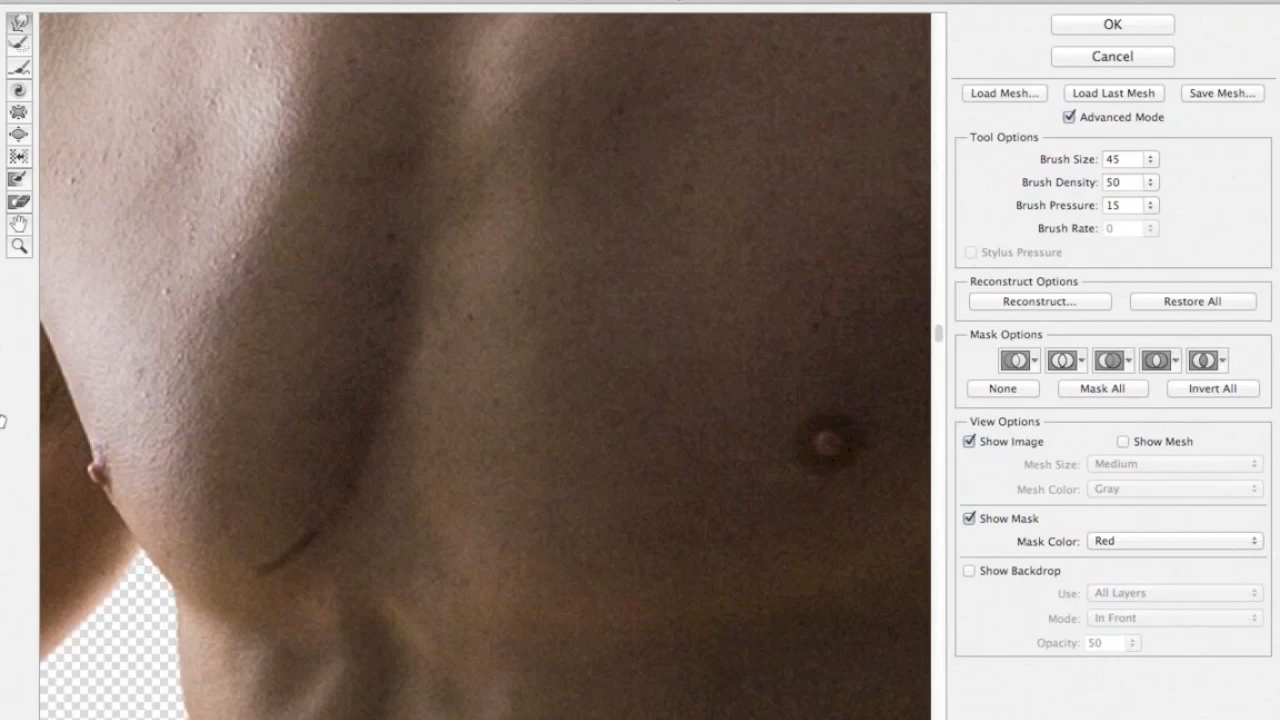 OK
Cancel
Load Mesh... Load Last Mesh Save Mesh...
Advanced Mode
Tool Options
Brush Size: 45
Brush Density: 50
Brush Pressure: 15
Brush Rate: 0
Stylus Pressure
Reconstruct Options
Reconstruct... Restore All
Mask Options
None Mask All Invert All
View Options
Show Image Show Mesh
Mesh Size: Medium
Mesh Color: Gray
Show Mask
Mask Color: Red
Show Backdrop
Use: All Layers
Mode: In Front
Opacity: 50